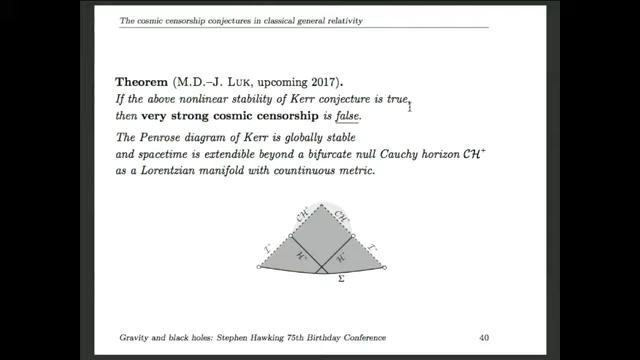 The cosmic censorship conjectures in classical general relativity
Theorem (M.D.–J. Luk, upcoming 2017).
If the above nonlinear stability of Kerr conjecture is true,
then very strong cosmic censorship is false.
The Penrose diagram of Kerr is globally stable
and spacetime is extendible beyond a bifurcate null Cauchy horizon CH⁺
as a Lorentzian manifold with countinuous metric.
CH⁺ CH⁺
I⁺ H⁺ H⁺ I⁺
Σ
Gravity and black holes: Stephen Hawking 75th Birthday Conference 40